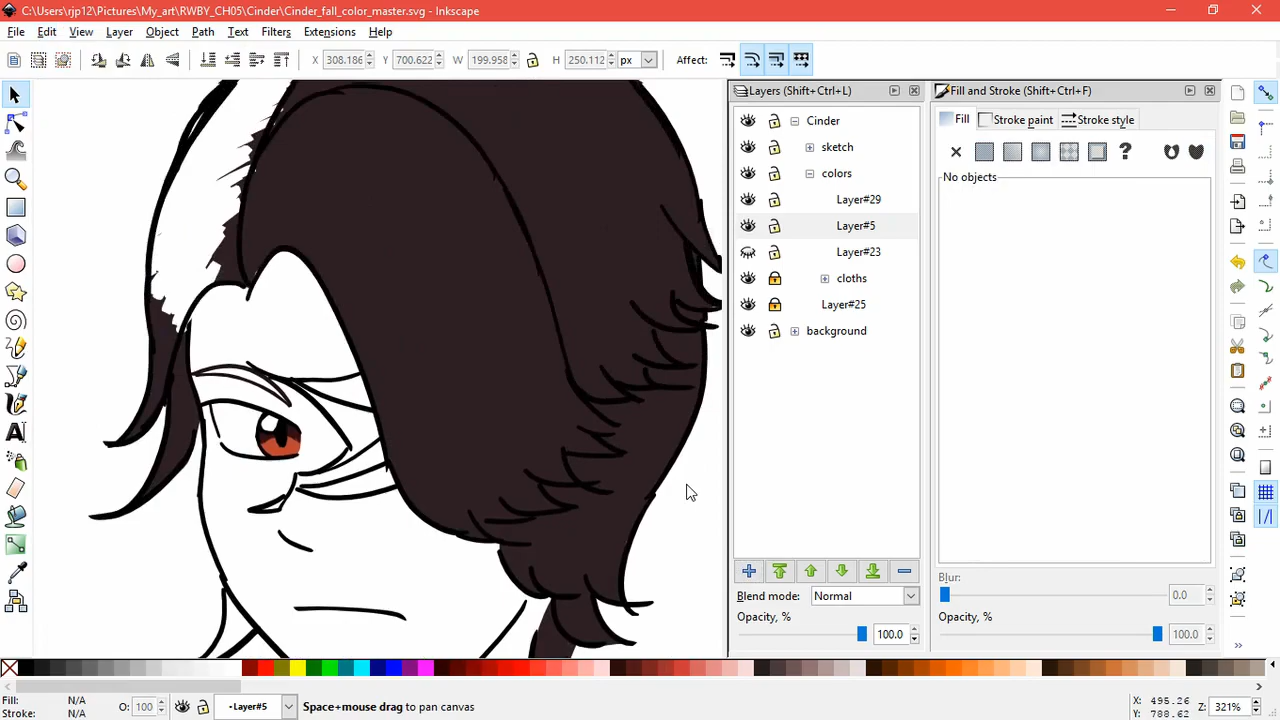 C:\Users\rjp12\Pictures\My_art\RWBY_CH05\Cinder\Cinder_fall_color_master.svg - Inkscape
File Edit View Layer Object Path Text Filters Extensions Help
X 308.186 Y 700.622 W 199.958 H 250.112 px Affect:
Layers (Shift+Ctrl+L)
Cinder
sketch
colors
Layer#29
Layer#5
Layer#23
cloths
Layer#25
background
Blend mode: Normal
Opacity, %
100.0
Fill and Stroke (Shift+Ctrl+F)
Fill Stroke paint Stroke style
No objects
Blur:
0.0
Opacity, %
100.0
Fill: N/A
Stroke: N/A
O: 100
•Layer#5
Space+mouse drag to pan canvas
X: 495.26
Y: 788.62
Z: 321%